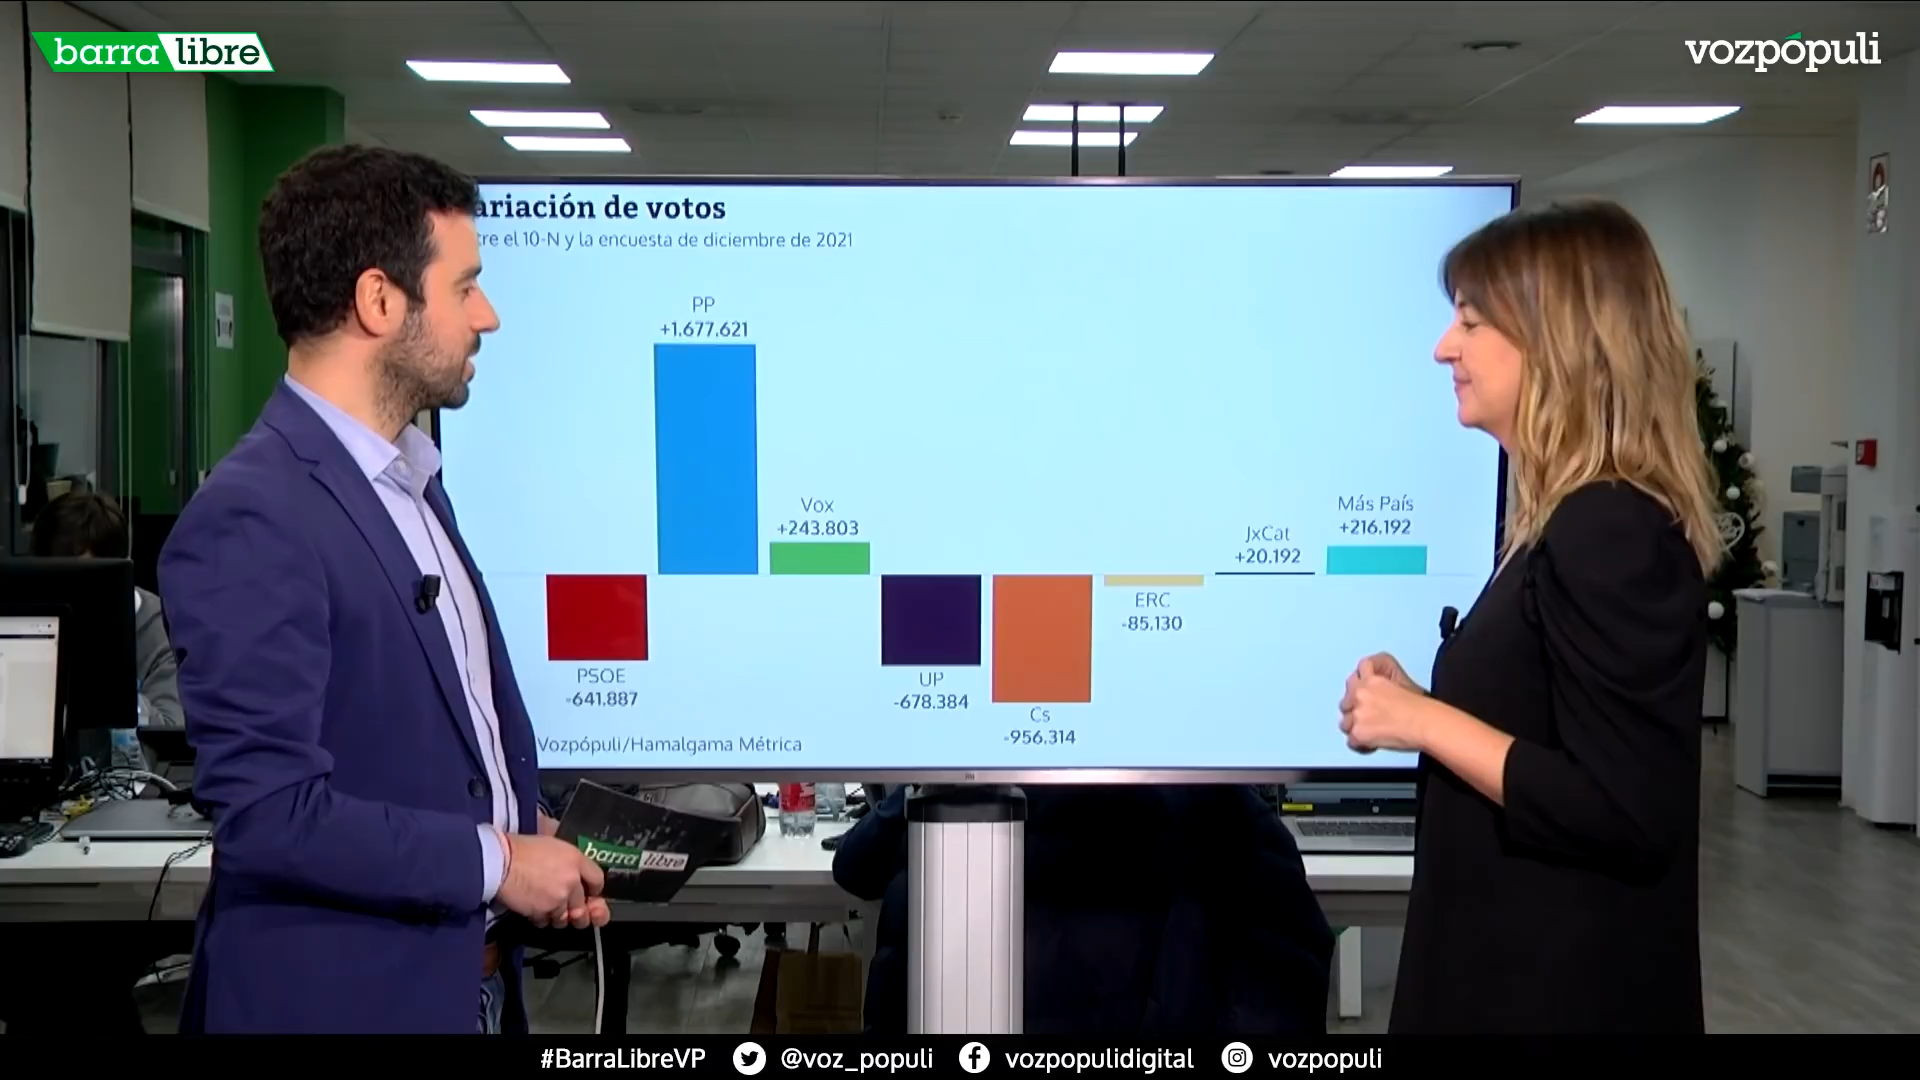 barra libre
vozpópuli
ariación de votos
tre el 10-N y la encuesta de diciembre de 2021
PP
+1.677.621
Vox
+243.803
Más País
+216.192
JxCat
+20.192
ERC
-85.130
PSOE
-641.887
UP
-678.384
Cs
-956.314
Vozpópuli/Hamalgama Métrica
barra libre
#BarraLibreVP @voz_populi vozpopulidigital vozpopuli